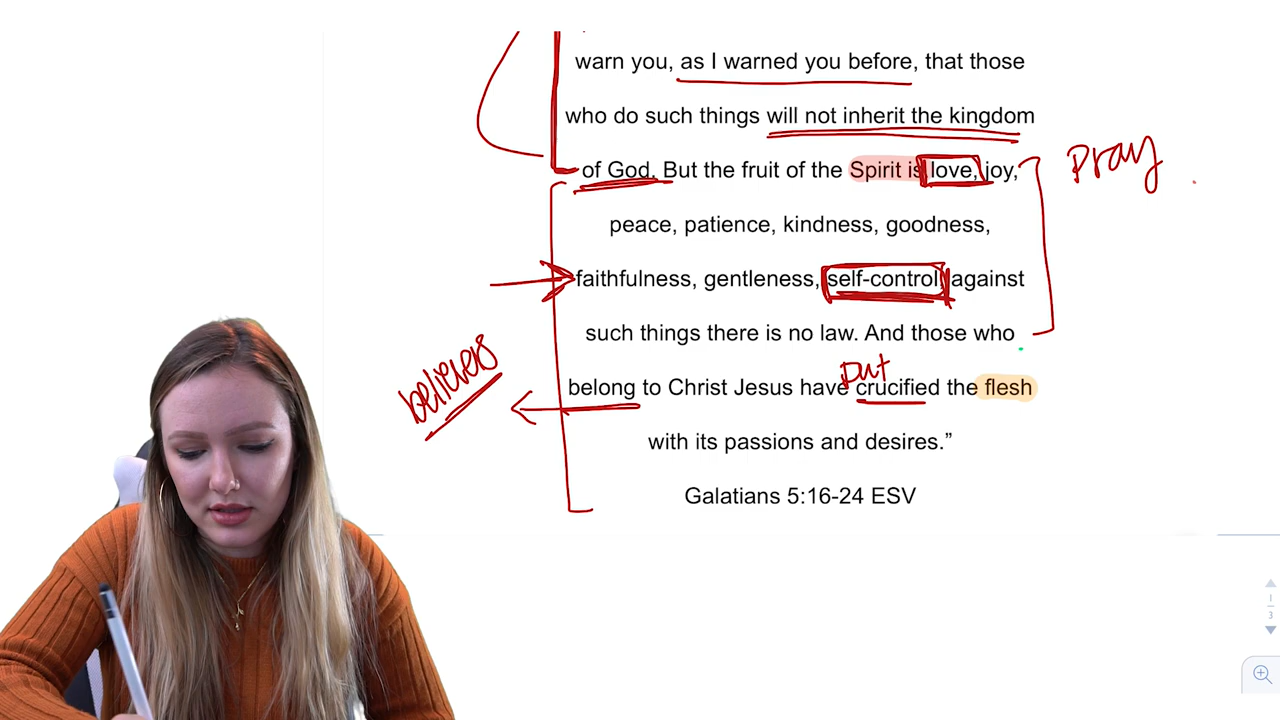 warn you, as I warned you before, that those
who do such things will not inherit the kingdom
of God. But the fruit of the Spirit is love, joy,
pray
peace, patience, kindness, goodness,
faithfulness, gentleness, self-control; against
such things there is no law. And those who
believers
put
belong to Christ Jesus have crucified the flesh
with its passions and desires.”
Galatians 5:16-24 ESV
1
3